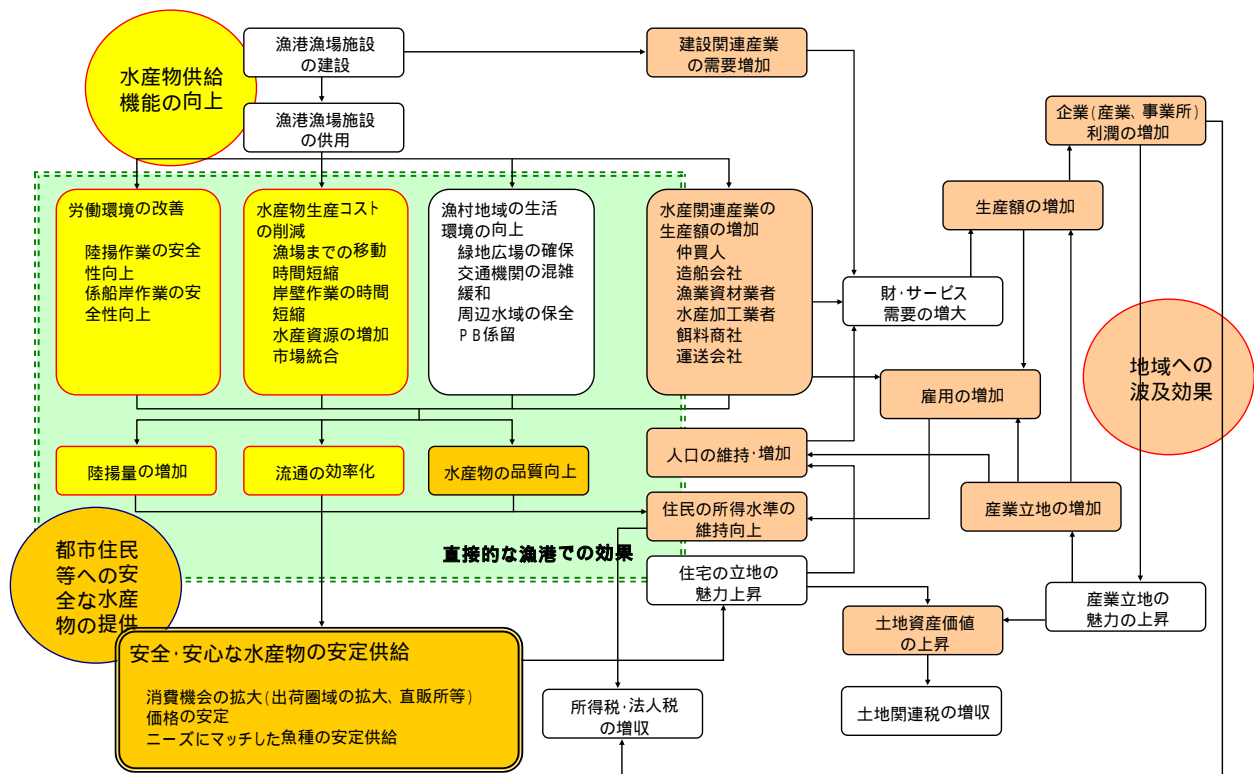 水産物供給
機能の向上
漁港漁場施設
の建設
建設関連産業
の需要増加
漁港漁場施設
の供用
企業(産業、事業所)
利潤の増加
労働環境の改善
陸揚作業の安全
性向上
係船岸作業の安
全性向上
水産物生産コスト
の削減
漁場までの移動
時間短縮
岸壁作業の時間
短縮
水産資源の増加
市場統合
漁村地域の生活
環境の向上
緑地広場の確保
交通機関の混雑
緩和
周辺水域の保全
PB係留
水産関連産業の
生産額の増加
仲買人
造船会社
漁業資材業者
水産加工業者
餌料商社
運送会社
生産額の増加
財・サービス
需要の増大
地域への
波及効果
雇用の増加
陸揚量の増加
流通の効率化
水産物の品質向上
人口の維持・増加
産業立地の増加
住民の所得水準の
維持向上
直接的な漁港での効果
都市住民
等への安
全な水産
物の提供
住宅の立地の
魅力上昇
産業立地の
魅力の上昇
土地資産価値
の上昇
安全・安心な水産物の安定供給
消費機会の拡大(出荷圏域の拡大、直販所等)
価格の安定
ニーズにマッチした魚種の安定供給
所得税・法人税
の増収
土地関連税の増収